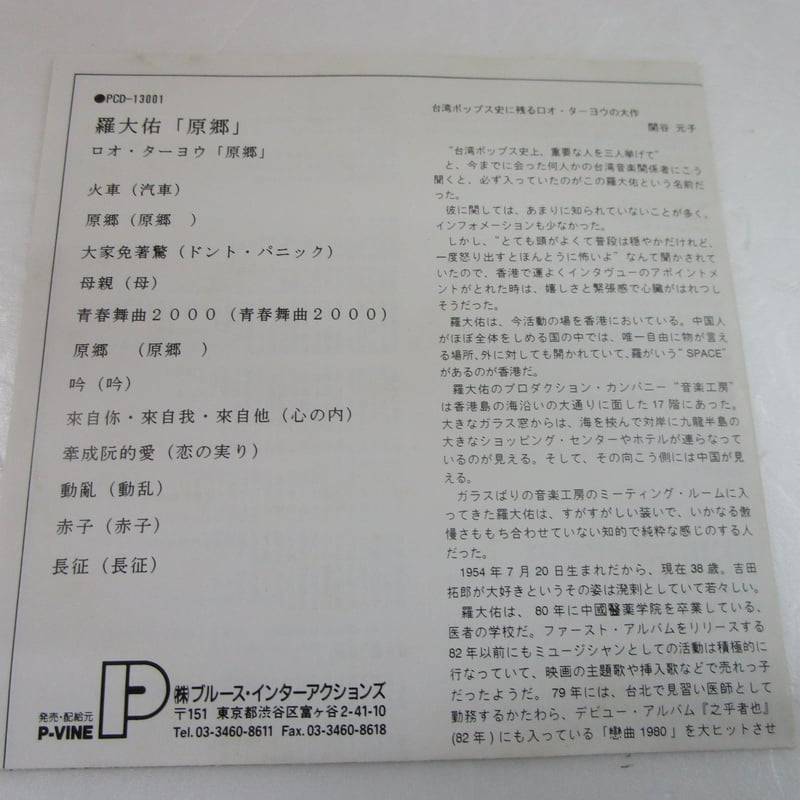 ●PCD-13001
羅大佑「原郷」
ロオ・ターヨウ「原郷」
火車（汽車）
原郷（原郷　）
大家免著驚（ドント・パニック）
母親（母）
青春舞曲２０００（青春舞曲２０００）
原郷　（原郷　）
吟（吟）
來自你・來自我・來自他（心の内）
牽成阮的愛（恋の実り）
動亂（動乱）
赤子（赤子）
長征（長征）
発売・配給元
P-VINE
P
㈱ブルース・インターアクションズ
〒151 東京都渋谷区富ヶ谷2-41-10
Tel. 03-3460-8611 Fax. 03-3460-8618
台湾ポップス史に残るロオ・ターヨウの大作
関谷 元子
“台湾ポップス史上、重要な人を三人挙げて”
と、今までに会った何人かの台湾音楽関係者にこう
聞くと、必ず入っていたのがこの羅大佑という名前だ
った。
彼に関しては、あまりに知られていないことが多く、
インフォメーションも少なかった。
しかし、“とても頭がよくて普段は穏やかだけれど、
一度怒り出すとほんとうに怖いよ”なんて聞かされて
いたので、香港で運よくインタヴューのアポイントメ
ントがとれた時は、嬉しさと緊張感で心臓がはれつし
そうだった。
羅大佑は、今活動の場を香港においている。中国人
がほぼ全体をしめる国の中では、唯一自由に物が言え
る場所、外に対しても開かれていて、羅がいう“SPACE”
があるのが香港だ。
羅大佑のプロダクション・カンパニー“音楽工房”
は香港島の海沿いの大通りに面した17階にあった。
大きなガラス窓からは、海を挟んで対岸に九龍半島の
大きなショッピング・センターやホテルが連らなって
いるのが見える。そして、その向こう側には中国が見
える。
ガラスばりの音楽工房のミーティング・ルームに入
ってきた羅大佑は、すがすがしい装いで、いかなる傲
慢さももち合わせていない知的で純粋な感じのする人
だった。
1954年7月20日生まれだから、現在38歳。吉田
拓郎が大好きというその姿は溌剌としていて若々しい。
羅大佑は、80年に中國醫薬学院を卒業している、
医者の学校だ。ファースト・アルバムをリリースする
82年以前にもミュージシャンとしての活動は積極的に
行なっていて、映画の主題歌や挿入歌などで売れっ子
だったようだ。79年には、台北で見習い医師として
勤務するかたわら、デビュー・アルバム『之乎者也』
(82年)にも入っている「戀曲1980」を大ヒットさせ